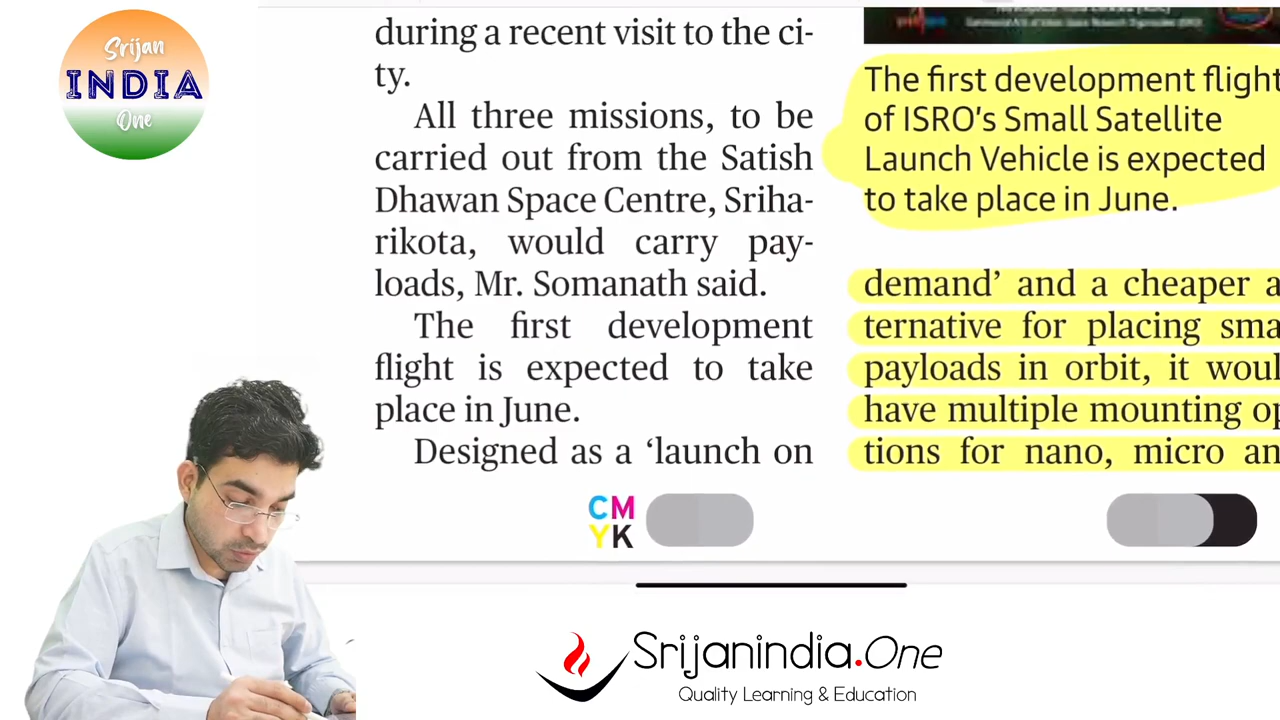 Srijan
INDIA
One
during a recent visit to the ci-
ty.
All three missions, to be
carried out from the Satish
Dhawan Space Centre, Sriha-
rikota, would carry pay-
loads, Mr. Somanath said.
The first development
flight is expected to take
place in June.
Designed as a ‘launch on
The first development flight
of ISRO’s Small Satellite
Launch Vehicle is expected
to take place in June.
demand’ and a cheaper a
ternative for placing sma
payloads in orbit, it woul
have multiple mounting op
tions for nano, micro an
CM
YK
Srijanindia.One
Quality Learning & Education